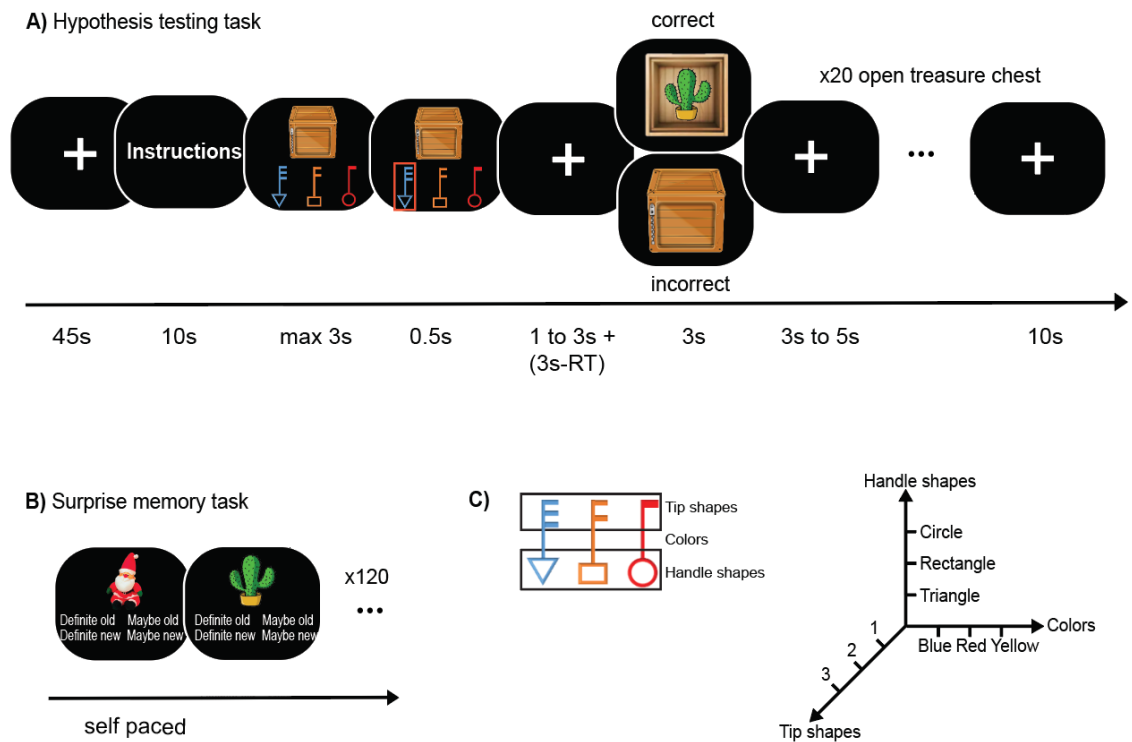 A) Hypothesis testing task
correct
x20 open treasure chest
Instructions
...
incorrect
45s
10s
max 3s
0.5s
1 to 3s +
(3s-RT)
3s
3s to 5s
10s
B) Surprise memory task
Definite old Maybe old
Definite new Maybe new
Definite old Maybe old
Definite new Maybe new
x120
...
self paced
C)
Tip shapes
Colors
Handle shapes
Handle shapes
Circle
Rectangle
Triangle
Colors
Blue Red Yellow
1
2
3
Tip shapes